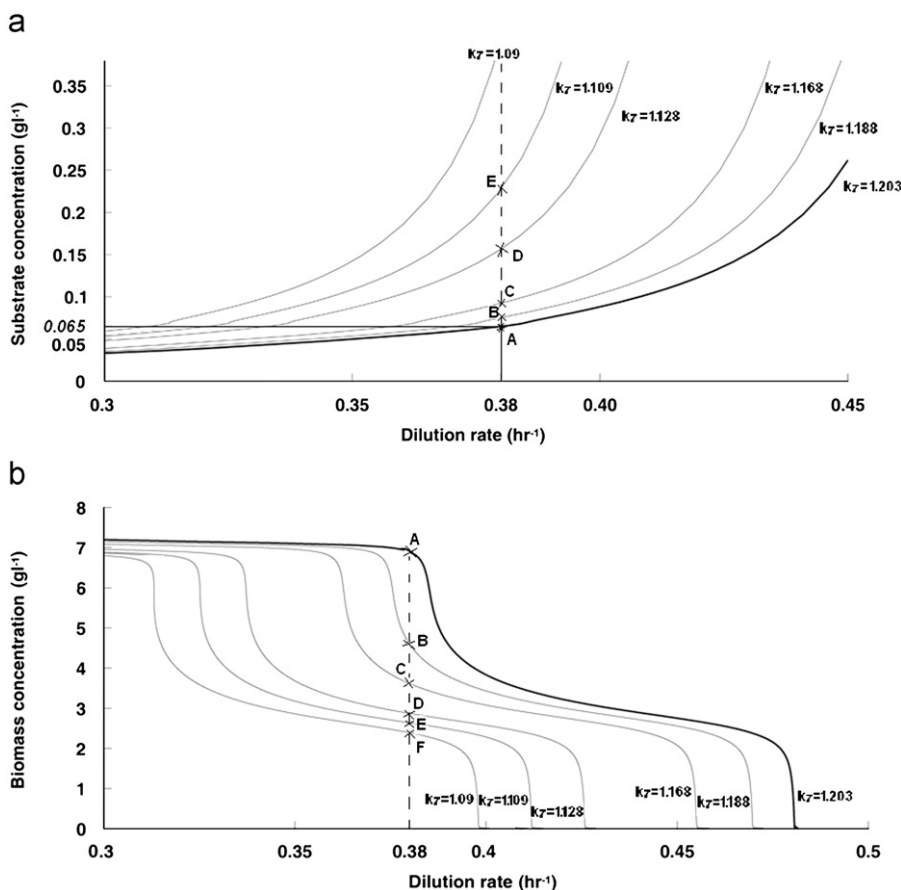 a
k7=1.09
k7=1.109
k7=1.128
k7=1.168
k7=1.188
k7=1.203
Substrate concentration (gl-1)
0.35
0.3
0.25
0.2
0.15
0.1
0.065
0.05
0
E
D
C
B
A
0.3
0.35
0.38
0.40
0.45
Dilution rate (hr-1)
b
Biomass concentration (gl-1)
8
7
6
5
4
3
2
1
0
A
B
C
D
E
F
k7=1.09
k7=1.109
k7=1.128
k7=1.168
k7=1.188
k7=1.203
0.3
0.35
0.38
0.4
0.45
0.5
Dilution rate (hr-1)